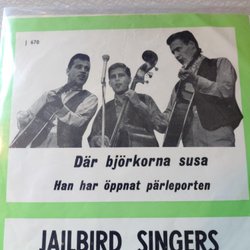 J 670
Där björkorna susa
Han har öppnat pärleporten
JAILBIRD SINGERS